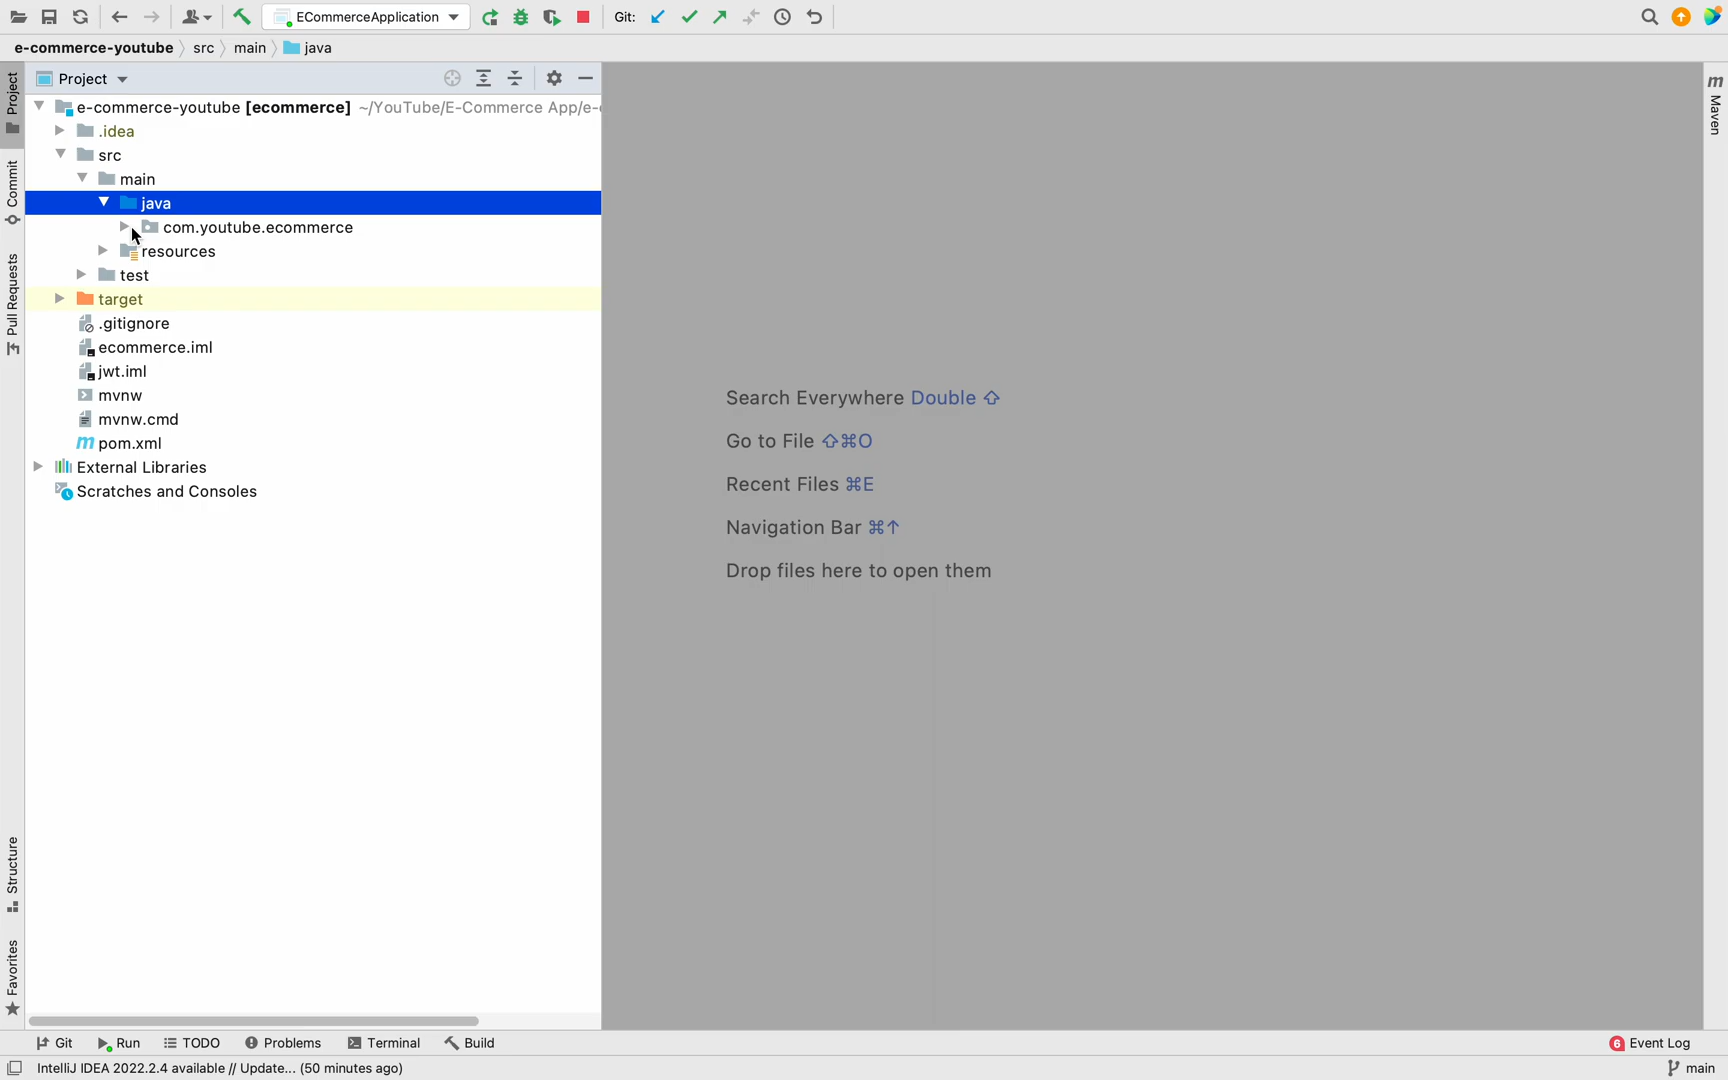 ECommerceApplication
Git:
e-commerce-youtube
src
main
java
Project
Project
Commit
Pull Requests
Structure
Favorites
e-commerce-youtube [ecommerce] ~/YouTube/E-Commerce App/e-
.idea
src
main
java
com.youtube.ecommerce
resources
test
target
.gitignore
ecommerce.iml
jwt.iml
mvnw
mvnw.cmd
m pom.xml
External Libraries
Scratches and Consoles
Search Everywhere Double ⇧
Go to File ⇧⌘O
Recent Files ⌘E
Navigation Bar ⌘↑
Drop files here to open them
m
Maven
Git
Run
TODO
Problems
Terminal
Build
6 Event Log
IntelliJ IDEA 2022.2.4 available // Update... (50 minutes ago)
main